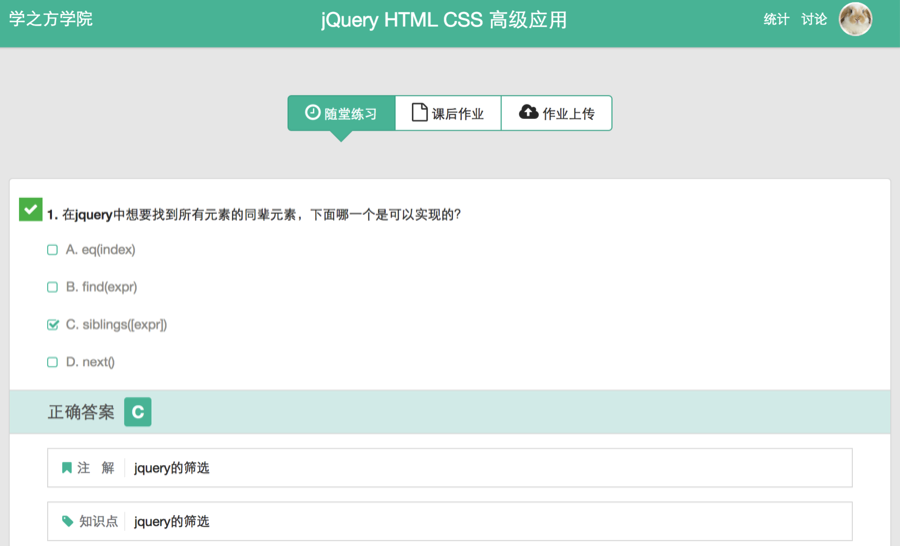 学之方学院 jQuery HTML CSS 高级应用 统计 讨论
随堂练习 课后作业 作业上传
1. 在jquery中想要找到所有元素的同辈元素，下面哪一个是可以实现的?
A. eq(index)
B. find(expr)
C. siblings([expr])
D. next()
正确答案 C
注 解 jquery的筛选
知识点 jquery的筛选